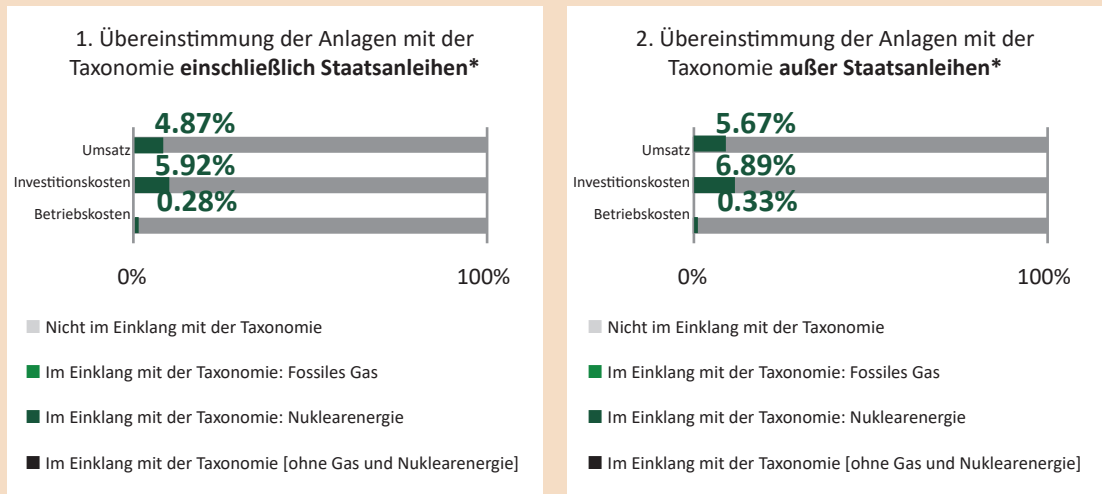 1. Übereinstimmung der Anlagen mit der
Taxonomie einschließlich Staatsanleihen*
4.87%
Umsatz
5.92%
Investitionskosten
0.28%
Betriebskosten
0%
100%
Nicht im Einklang mit der Taxonomie
Im Einklang mit der Taxonomie: Fossiles Gas
Im Einklang mit der Taxonomie: Nuklearenergie
Im Einklang mit der Taxonomie [ohne Gas und Nuklearenergie]
2. Übereinstimmung der Anlagen mit der
Taxonomie außer Staatsanleihen*
5.67%
Umsatz
6.89%
Investitionskosten
0.33%
Betriebskosten
0%
100%
Nicht im Einklang mit der Taxonomie
Im Einklang mit der Taxonomie: Fossiles Gas
Im Einklang mit der Taxonomie: Nuklearenergie
Im Einklang mit der Taxonomie [ohne Gas und Nuklearenergie]